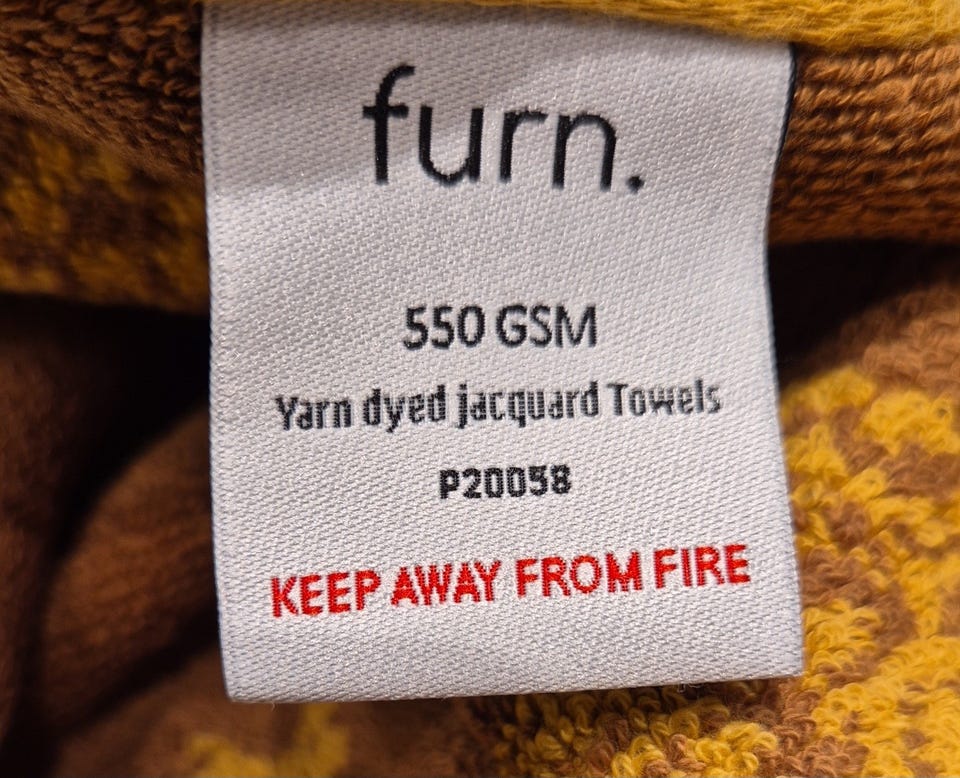 furn.
550 GSM
Yarn dyed jacquard Towels
P20058
KEEP AWAY FROM FIRE